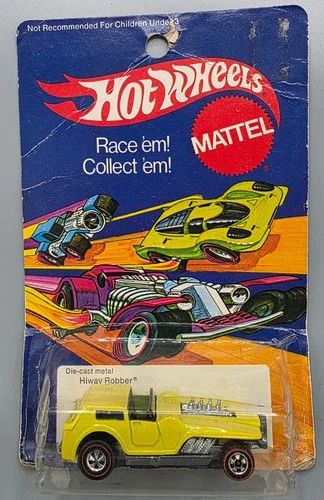 Not Recommended For Children Under 3
HOT WHEELS®
Race 'em!
Collect 'em!
MATTEL®
Die-cast metal
Hiway Robber®